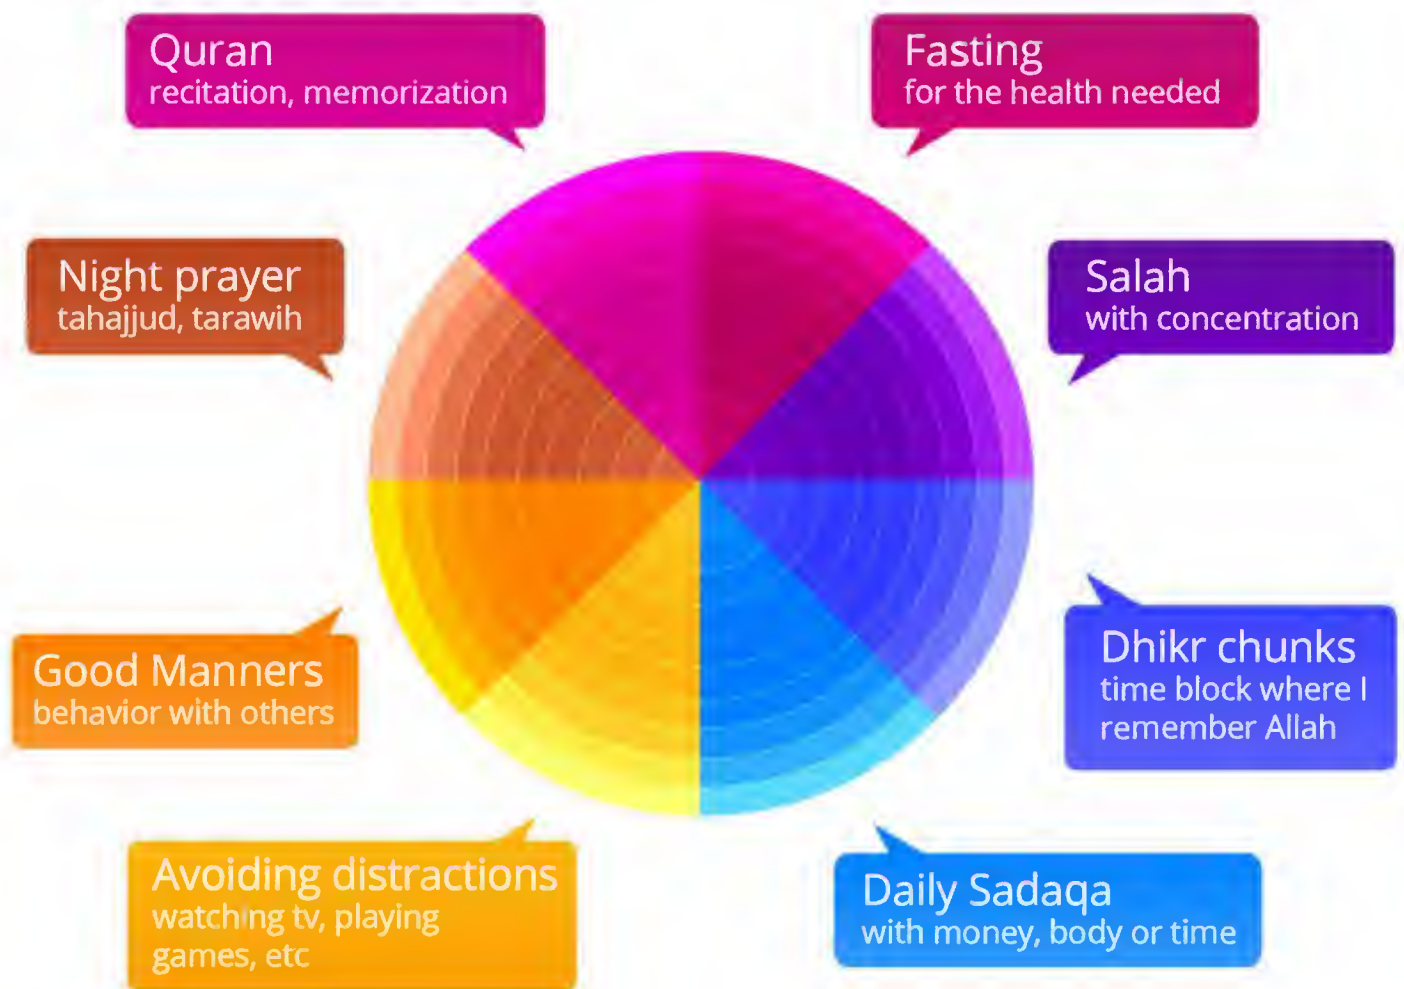 Quran
recitation, memorization
Fasting
for the health needed
Night prayer
tahajjud, tarawih
Salah
with concentration
Good Manners
behavior with others
Dhikr chunks
time block where I
remember Allah
Avoiding distractions
watching tv, playing
games, etc
Daily Sadaqa
with money, body or time